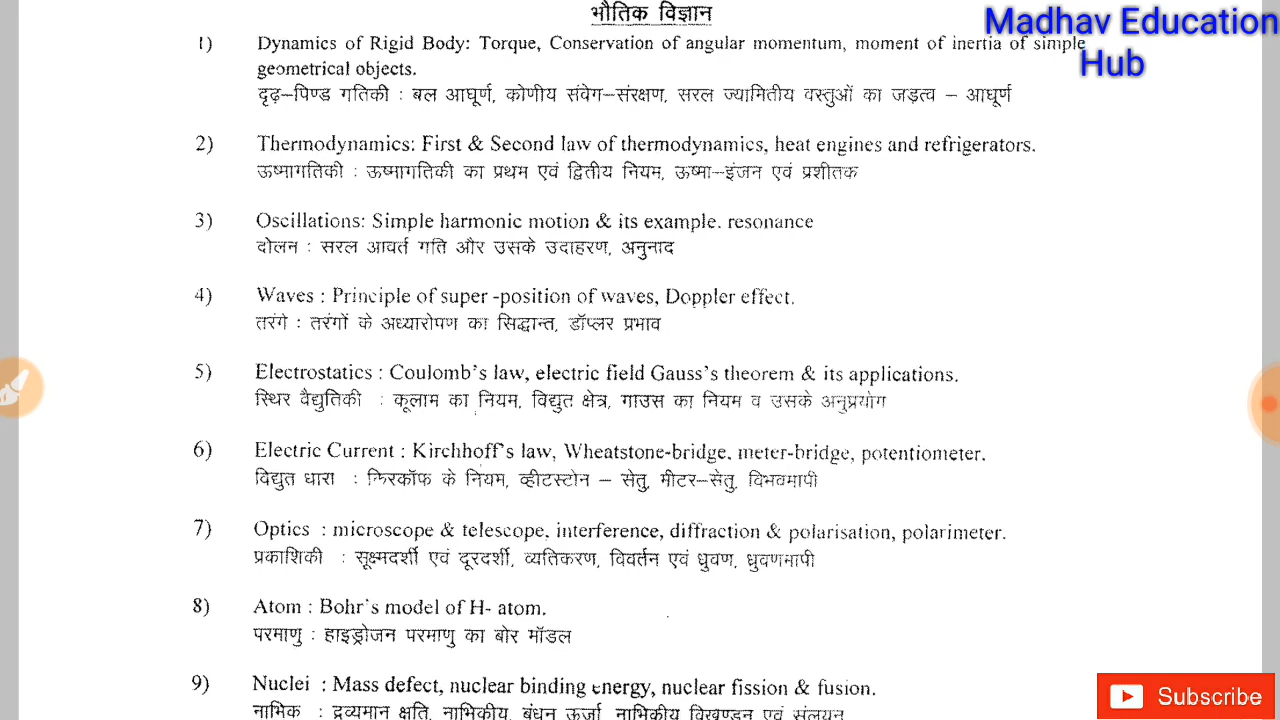 भौतिक विज्ञान
Madhav Education
Hub
1) Dynamics of Rigid Body: Torque, Conservation of angular momentum, moment of inertia of simple
geometrical objects.
दृढ़–पिण्ड गतिकी : बल आघूर्ण, कोणीय संवेग–संरक्षण, सरल ज्यामितीय वस्तुओं का जड़त्व – आघूर्ण
2) Thermodynamics: First & Second law of thermodynamics, heat engines and refrigerators.
ऊष्मागतिकी : ऊष्मागतिकी का प्रथम एवं द्वितीय नियम, ऊष्मा–इंजन एवं प्रशीतक
3) Oscillations: Simple harmonic motion & its example. resonance
दोलन : सरल आवर्त गति और उसके उदाहरण, अनुनाद
4) Waves : Principle of super -position of waves, Doppler effect.
तरंगे : तरंगों के अध्यारोपण का सिद्धान्त, डॉप्लर प्रभाव
5) Electrostatics : Coulomb's law, electric field Gauss's theorem & its applications.
स्थिर वैद्युतिकी : कूलाम का नियम, विद्युत क्षेत्र, गाउस का नियम व उसके अनुप्रयोग
6) Electric Current : Kirchhoff's law, Wheatstone-bridge, meter-bridge, potentiometer.
विद्युत धारा : किरकॉफ के नियम, व्हीटस्टोन – सेतु, मीटर–सेतु, विभवमापी
7) Optics : microscope & telescope, interference, diffraction & polarisation, polarimeter.
प्रकाशिकी : सूक्ष्मदर्शी एवं दूरदर्शी, व्यतिकरण, विवर्तन एवं ध्रुवण, ध्रुवणमापी
8) Atom : Bohr's model of H- atom.
परमाणु : हाइड्रोजन परमाणु का बोर मॉडल
9) Nuclei : Mass defect, nuclear binding energy, nuclear fission & fusion.
नाभिक : द्रव्यमान क्षति, नाभिकीय, बंधन ऊर्जा, नाभिकीय विखण्डन एवं संलयन
Subscribe